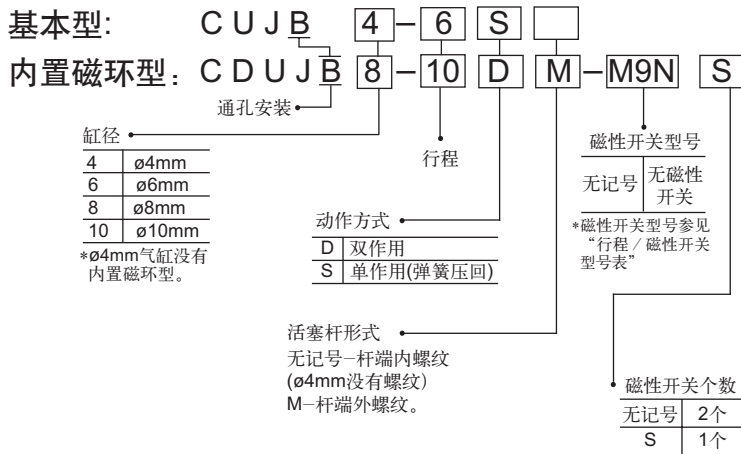 基本型: CUJB 4-6 S
内置磁环型: CDUJB 8-10 D M-M9N S
通孔安装
缸径
行程
磁性开关型号
4 ø4mm
6 ø6mm
8 ø8mm
10 ø10mm
无记号 无磁性开关
*ø4mm气缸没有
内置磁环型。
动作方式
D 双作用
S 单作用(弹簧压回)
*磁性开关型号参见
“行程/磁性开关
型号表”
活塞杆形式
无记号-杆端内螺纹
(ø4mm没有螺纹)
M-杆端外螺纹。
磁性开关个数
无记号 2个
S 1个